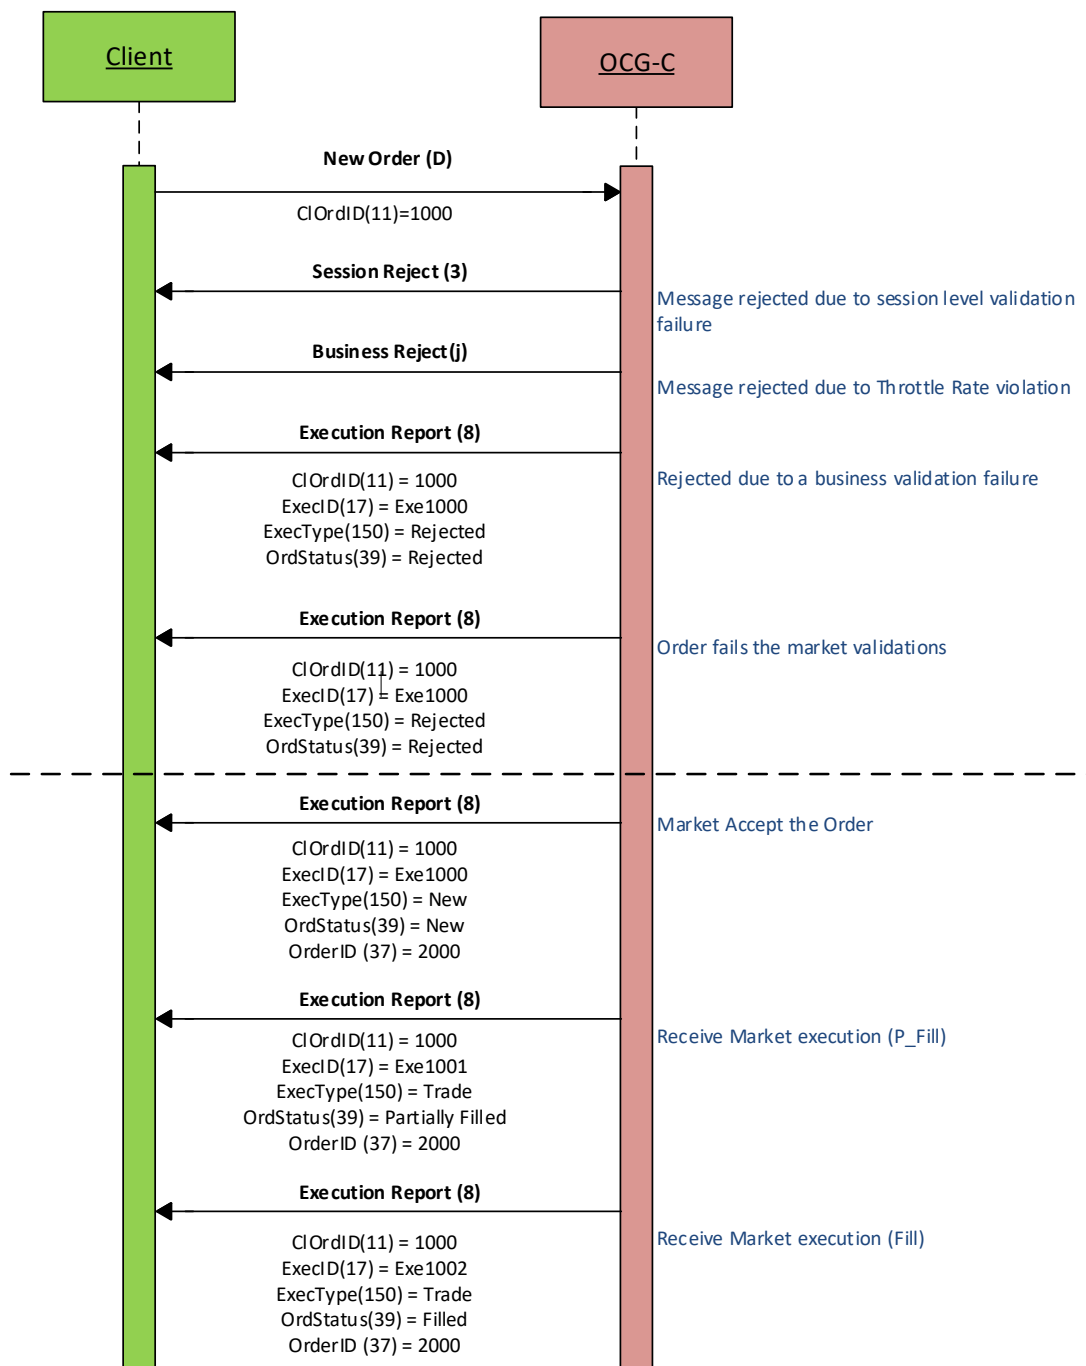 Client
OCG-C
New Order (D)
ClOrdID(11)=1000
Session Reject (3)
Message rejected due to session level validation
failure
Business Reject(j)
Message rejected due to Throttle Rate violation
Execution Report (8)
ClOrdID(11) = 1000
ExecID(17) = Exe1000
ExecType(150) = Rejected
OrdStatus(39) = Rejected
Rejected due to a business validation failure
Execution Report (8)
Order fails the market validations
ClOrdID(11) = 1000
ExecID(17) = Exe1000
ExecType(150) = Rejected
OrdStatus(39) = Rejected
Execution Report (8)
Market Accept the Order
ClOrdID(11) = 1000
ExecID(17) = Exe1000
ExecType(150) = New
OrdStatus(39) = New
OrderID (37) = 2000
Execution Report (8)
Receive Market execution (P_Fill)
ClOrdID(11) = 1000
ExecID(17) = Exe1001
ExecType(150) = Trade
OrdStatus(39) = Partially Filled
OrderID (37) = 2000
Execution Report (8)
Receive Market execution (Fill)
ClOrdID(11) = 1000
ExecID(17) = Exe1002
ExecType(150) = Trade
OrdStatus(39) = Filled
OrderID (37) = 2000